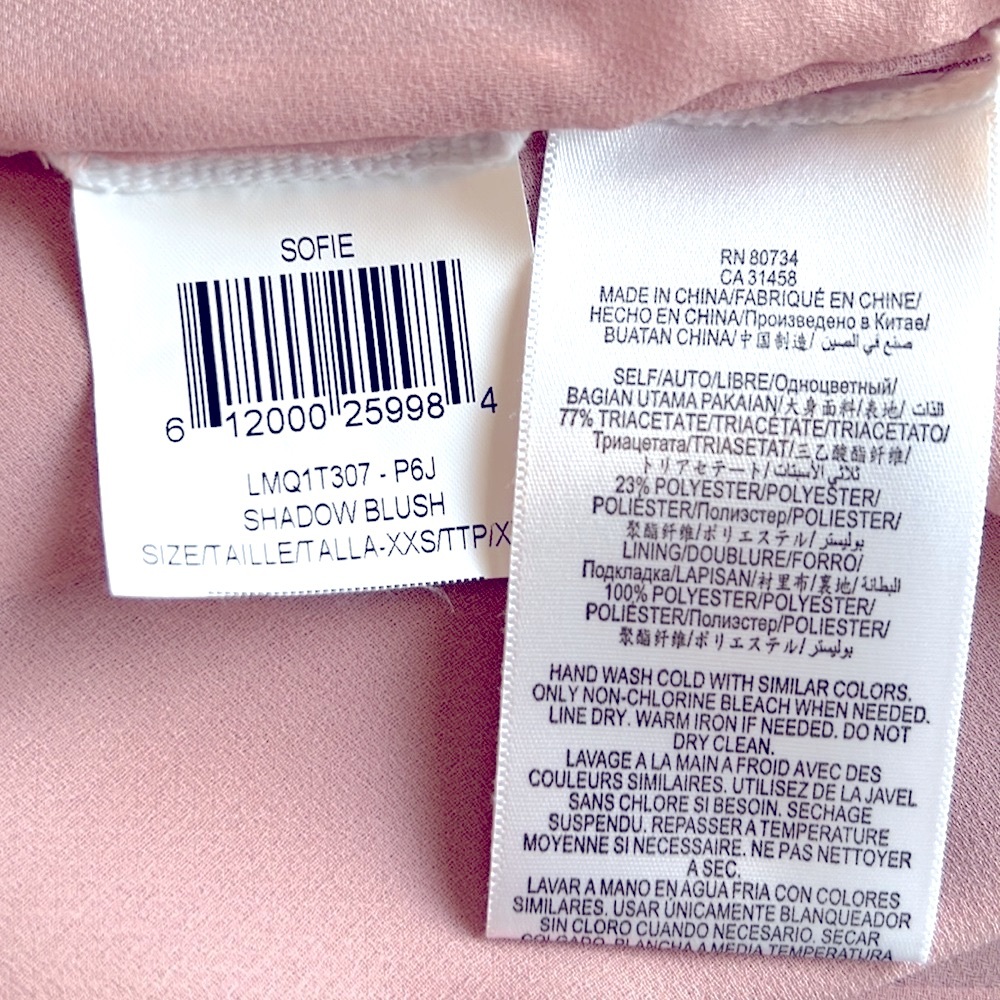 SOFIE
6 12000 25998 4
LMQ1T307 - P6J
SHADOW BLUSH
SIZE/TAILLE/TALLA-XXS/TTP/X
RN 80734
CA 31458
MADE IN CHINA/FABRIQUÉ EN CHINE/
HECHO EN CHINA/Произведено в Китае/
BUATAN CHINA/中国制造/ صنع في الصين
SELF/AUTO/LIBRE/Одноцветный/
BAGIAN UTAMA PAKAIAN/大身面料/表地/ الذات
77% TRIACETATE/TRIACETATE/TRIACETATO/
Триацетата/TRIASETAT/三乙酸酯纤维/
トリアセテート/ ثلاثي الأسيتات/
23% POLYESTER/POLYESTER/
POLIÉSTER/Полиэстер/POLIESTER/
聚酯纤维/ポリエステル/ بوليستر
LINING/DOUBLURE/FORRO/
Подкладка/LAPISAN/衬里布/裏地/ البطانة/
100% POLYESTER/POLYESTER/
POLIÉSTER/Полиэстер/POLIESTER/
聚酯纤维/ポリエステル/ بوليستر
HAND WASH COLD WITH SIMILAR COLORS.
ONLY NON-CHLORINE BLEACH WHEN NEEDED.
LINE DRY. WARM IRON IF NEEDED. DO NOT
DRY CLEAN.
LAVAGE A LA MAIN A FROID AVEC DES
COULEURS SIMILAIRES. UTILISEZ DE LA JAVEL
SANS CHLORE SI BESOIN. SECHAGE
SUSPENDU. REPASSER A TEMPERATURE
MOYENNE SI NECESSAIRE. NE PAS NETTOYER
A SEC.
LAVAR A MANO EN AGUA FRIA CON COLORES
SIMILARES. USAR ÚNICAMENTE BLANQUEADOR
SIN CLORO CUANDO NECESARIO. SECAR
COLGADO. PLANCHA A MEDIA TEMPERATURA